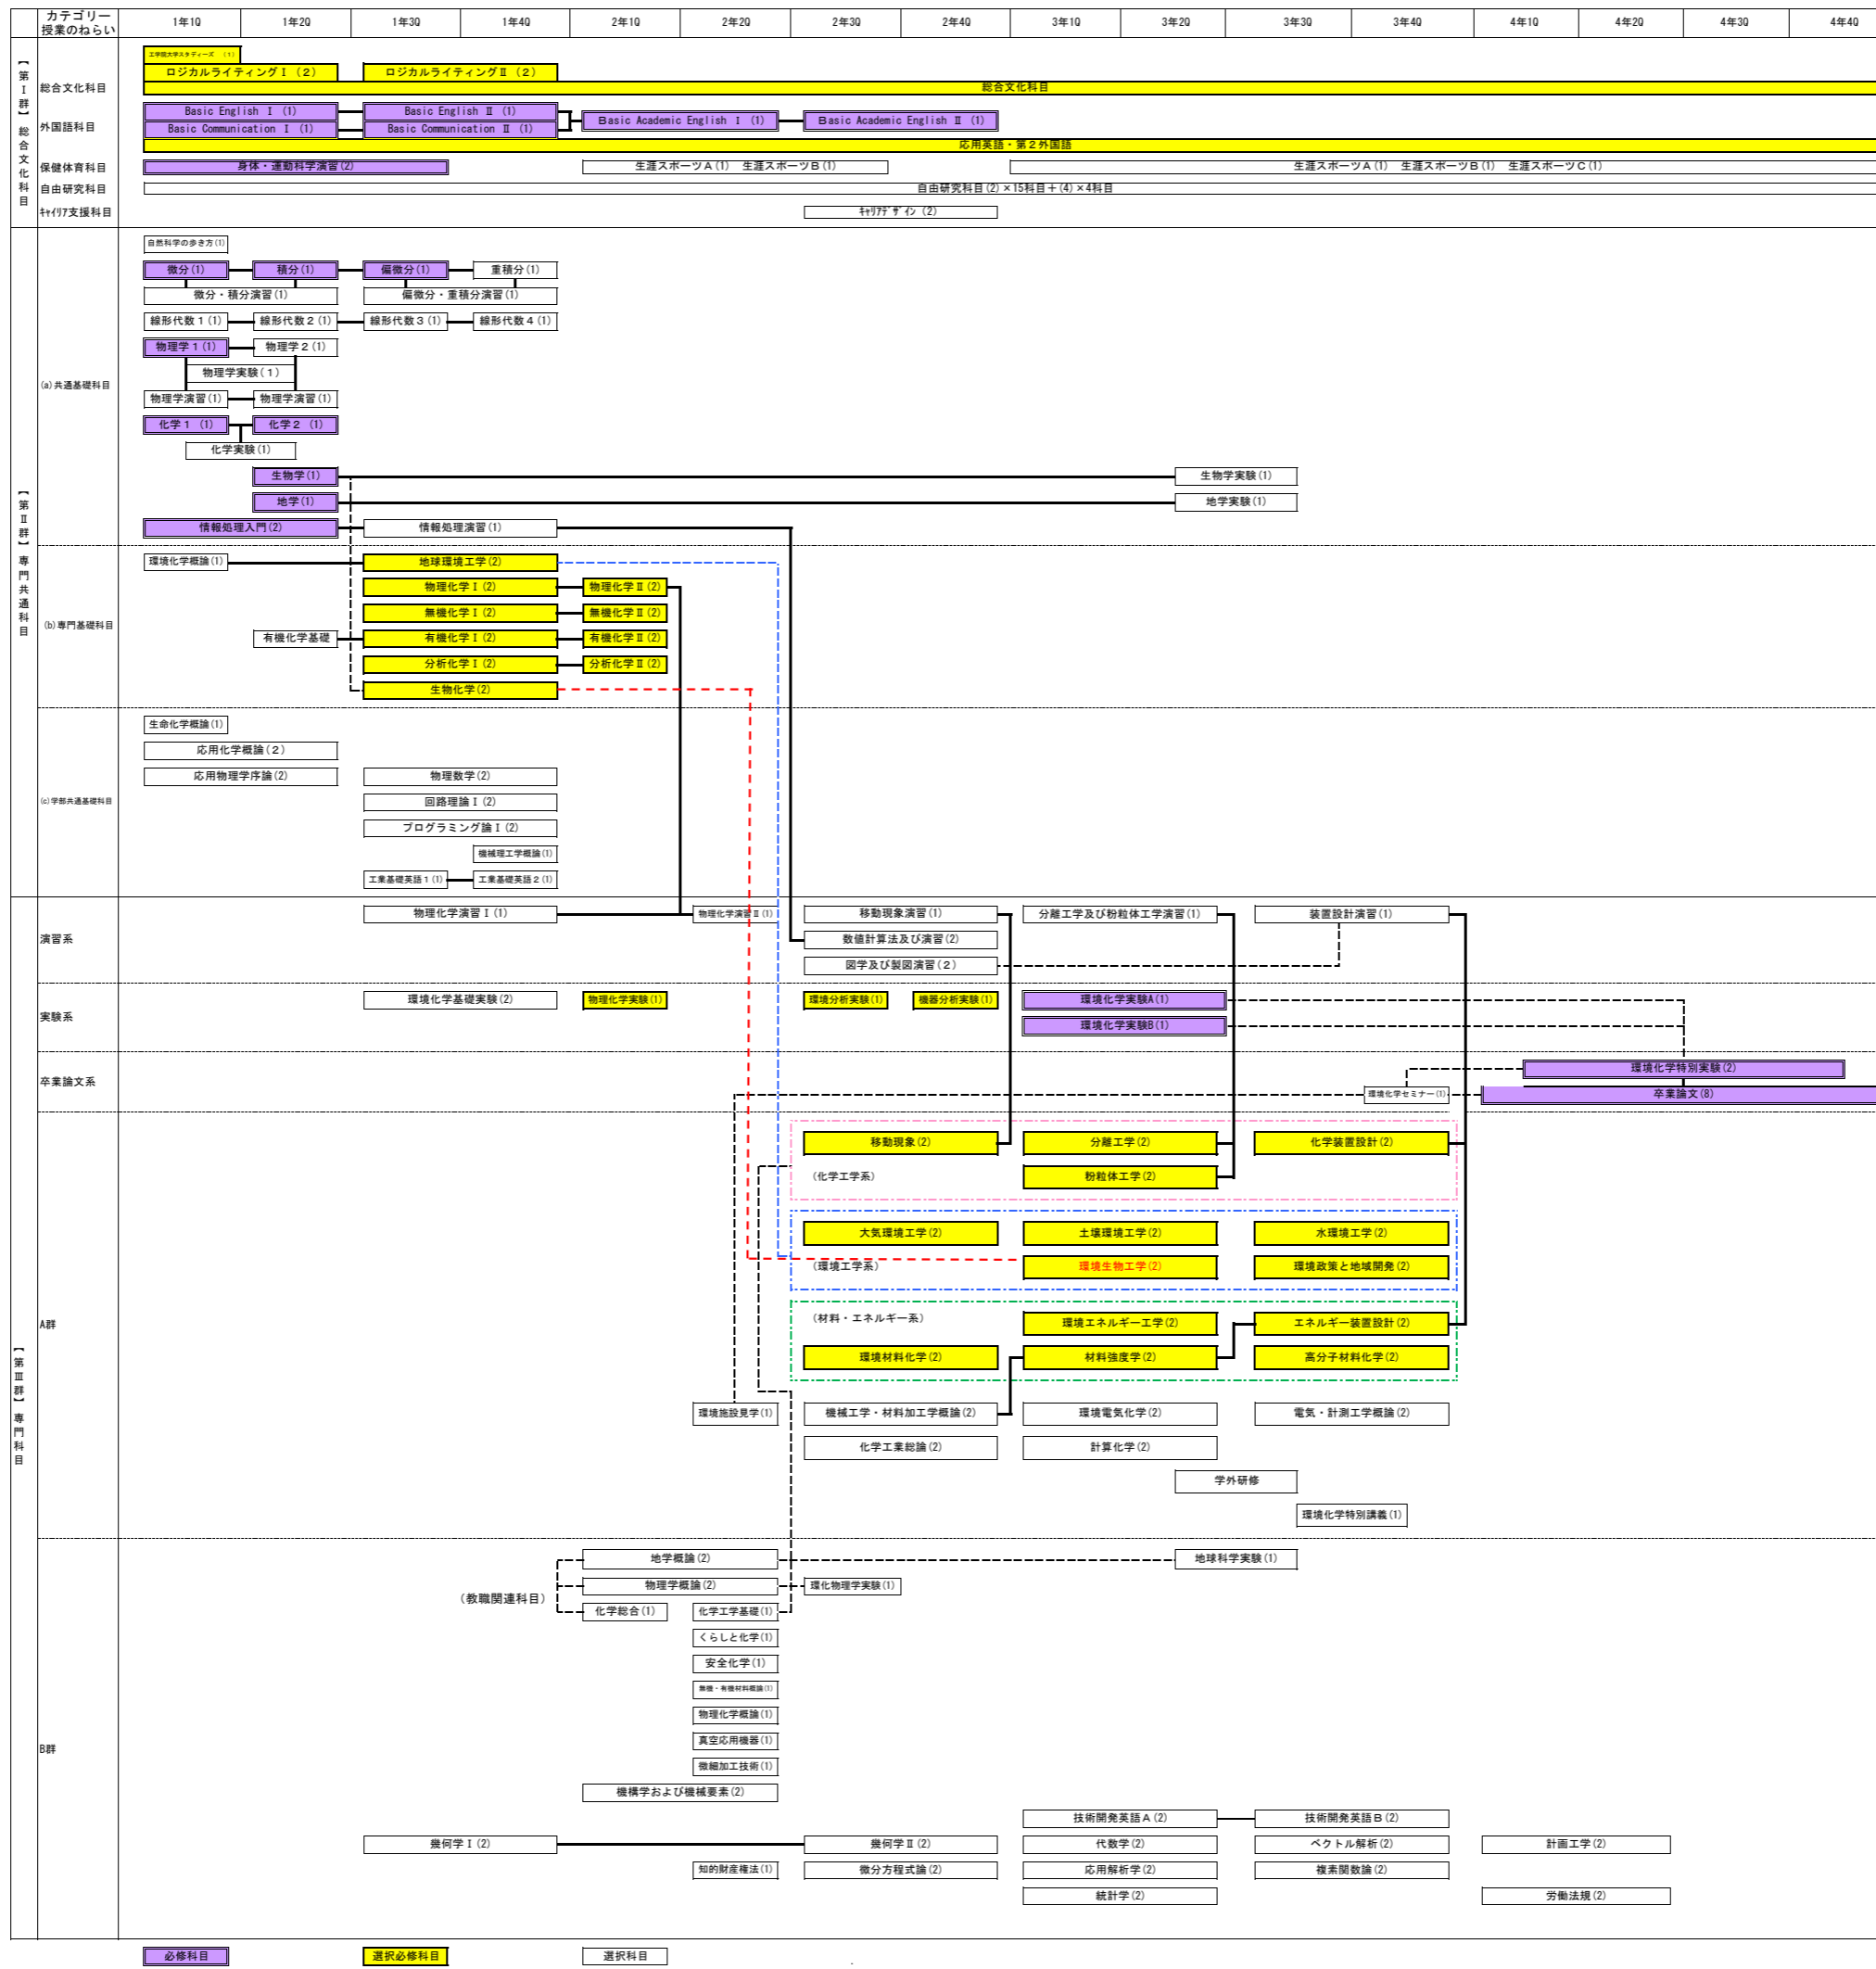 カテゴリー
授業のねらい
1年1Q 1年2Q 1年3Q 1年4Q 2年1Q 2年2Q 2年3Q 2年4Q 3年1Q 3年2Q 3年3Q 3年4Q 4年1Q 4年2Q 4年3Q 4年4Q
【第Ⅰ群】総合文化科目
工学院大学スタディーズ (1)
ロジカルライティングⅠ (2) ロジカルライティングⅡ (2)
総合文化科目 総合文化科目
Basic English Ⅰ (1) Basic English Ⅱ (1)
外国語科目 Basic Academic English Ⅰ (1) Basic Academic English Ⅱ (1)
Basic Communication Ⅰ (1) Basic Communication Ⅱ (1)
応用英語・第2外国語
保健体育科目 身体・運動科学演習(2) 生涯スポーツA(1) 生涯スポーツB(1) 生涯スポーツA(1) 生涯スポーツB(1) 生涯スポーツC(1)
自由研究科目 自由研究科目(2)×15科目+(4)×4科目
キャリア支援科目 キャリアデザイン (2)
【第Ⅱ群】専門共通科目
自然科学の歩き方(1)
微分(1) 積分(1) 偏微分(1) 重積分(1)
微分・積分演習(1) 偏微分・重積分演習(1)
線形代数1(1) 線形代数2(1) 線形代数3(1) 線形代数4(1)
物理学1(1) 物理学2(1)
物理学実験(1)
(a)共通基礎科目
物理学演習(1) 物理学演習(1)
化学1 (1) 化学2 (1)
化学実験(1)
生物学(1) 生物学実験(1)
地学(1) 地学実験(1)
情報処理入門(2) 情報処理演習(1)
環境化学概論(1) 地球環境工学(2)
物理化学Ⅰ(2) 物理化学Ⅱ(2)
無機化学Ⅰ(2) 無機化学Ⅱ(2)
(b)専門基礎科目
有機化学基礎 有機化学Ⅰ(2) 有機化学Ⅱ(2)
分析化学Ⅰ(2) 分析化学Ⅱ(2)
生物化学(2)
生命化学概論(1)
応用化学概論(2)
応用物理学序論(2) 物理数学(2)
(c)学部共通基礎科目 回路理論Ⅰ(2)
プログラミング論Ⅰ(2)
機械理工学概論(1)
工業基礎英語1(1) 工業基礎英語2(1)
【第Ⅲ群】専門科目
物理化学演習Ⅰ(1) 物理化学演習Ⅱ(1) 移動現象演習(1) 分離工学及び粉粒体工学演習(1) 装置設計演習(1)
演習系 数値計算法及び演習(2)
図学及び製図演習(2)
環境化学基礎実験(2) 物理化学実験(1) 環境分析実験(1) 機器分析実験(1) 環境化学実験A(1)
実験系
環境化学実験B(1)
環境化学特別実験(2)
卒業論文系
環境化学セミナー(1) 卒業論文(8)
移動現象(2) 分離工学(2) 化学装置設計(2)
(化学工学系) 粉粒体工学(2)
大気環境工学(2) 土壌環境工学(2) 水環境工学(2)
(環境工学系) 環境生物工学(2) 環境政策と地域開発(2)
A群
(材料・エネルギー系) 環境エネルギー工学(2) エネルギー装置設計(2)
環境材料化学(2) 材料強度学(2) 高分子材料化学(2)
環境施設見学(1) 機械工学・材料加工学概論(2) 環境電気化学(2) 電気・計測工学概論(2)
化学工業総論(2) 計算化学(2)
学外研修
環境化学特別講義(1)
地学概論(2) 地球科学実験(1)
物理学概論(2) 環化物理学実験(1)
(教職関連科目)
化学総合(1) 化学工学基礎(1)
くらしと化学(1)
安全化学(1)
無機・有機材料概論(1)
物理化学概論(1)
真空応用機器(1)
B群
微細加工技術(1)
機構学および機械要素(2)
技術開発英語A(2) 技術開発英語B(2)
幾何学Ⅰ(2) 幾何学Ⅱ(2) 代数学(2) ベクトル解析(2) 計画工学(2)
知的財産権法(1) 微分方程式論(2) 応用解析学(2) 複素関数論(2)
統計学(2) 労働法規(2)
必修科目 選択必修科目 選択科目